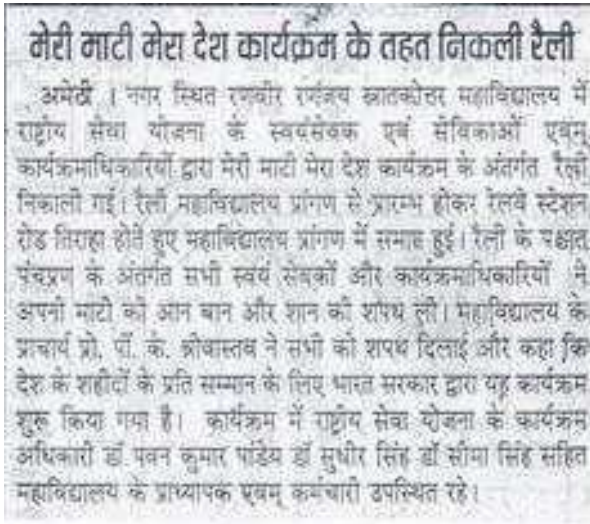 मेरी माटी मेरा देश कार्यक्रम के तहत निकली रैली
अमेठी । नगर स्थित रणवीर रणंजय स्नातकोत्तर महाविद्यालय में
राष्ट्रीय सेवा योजना के स्वयंसेवक एवं सेविकाओं एवम्
कार्यक्रमाधिकारियों द्वारा मेरी माटी मेरा देश कार्यक्रम के अंतर्गत रैली
निकाली गई। रैली महाविद्यालय प्रांगण से प्रारम्भ होकर रेलवे स्टेशन
रोड तिराहा होते हुए महाविद्यालय प्रांगण में समाप्त हुई। रैली के पश्चात
पंचप्रण के अंतर्गत सभी स्वयं सेवकों और कार्यक्रमाधिकारियों ने
अपनी माटी की आन बान और शान की शपथ ली। महाविद्यालय के
प्राचार्य प्रो. पी. के. श्रीवास्तव ने सभी को शपथ दिलाई और कहा कि
देश के शहीदों के प्रति सम्मान के लिए भारत सरकार द्वारा यह कार्यक्रम
शुरू किया गया है। कार्यक्रम में राष्ट्रीय सेवा योजना के कार्यक्रम
अधिकारी डॉ पवन कुमार पांडेय डॉ सुधीर सिंह डॉ सीमा सिंह सहित
महाविद्यालय के प्राध्यापक एवम् कर्मचारी उपस्थित रहे।